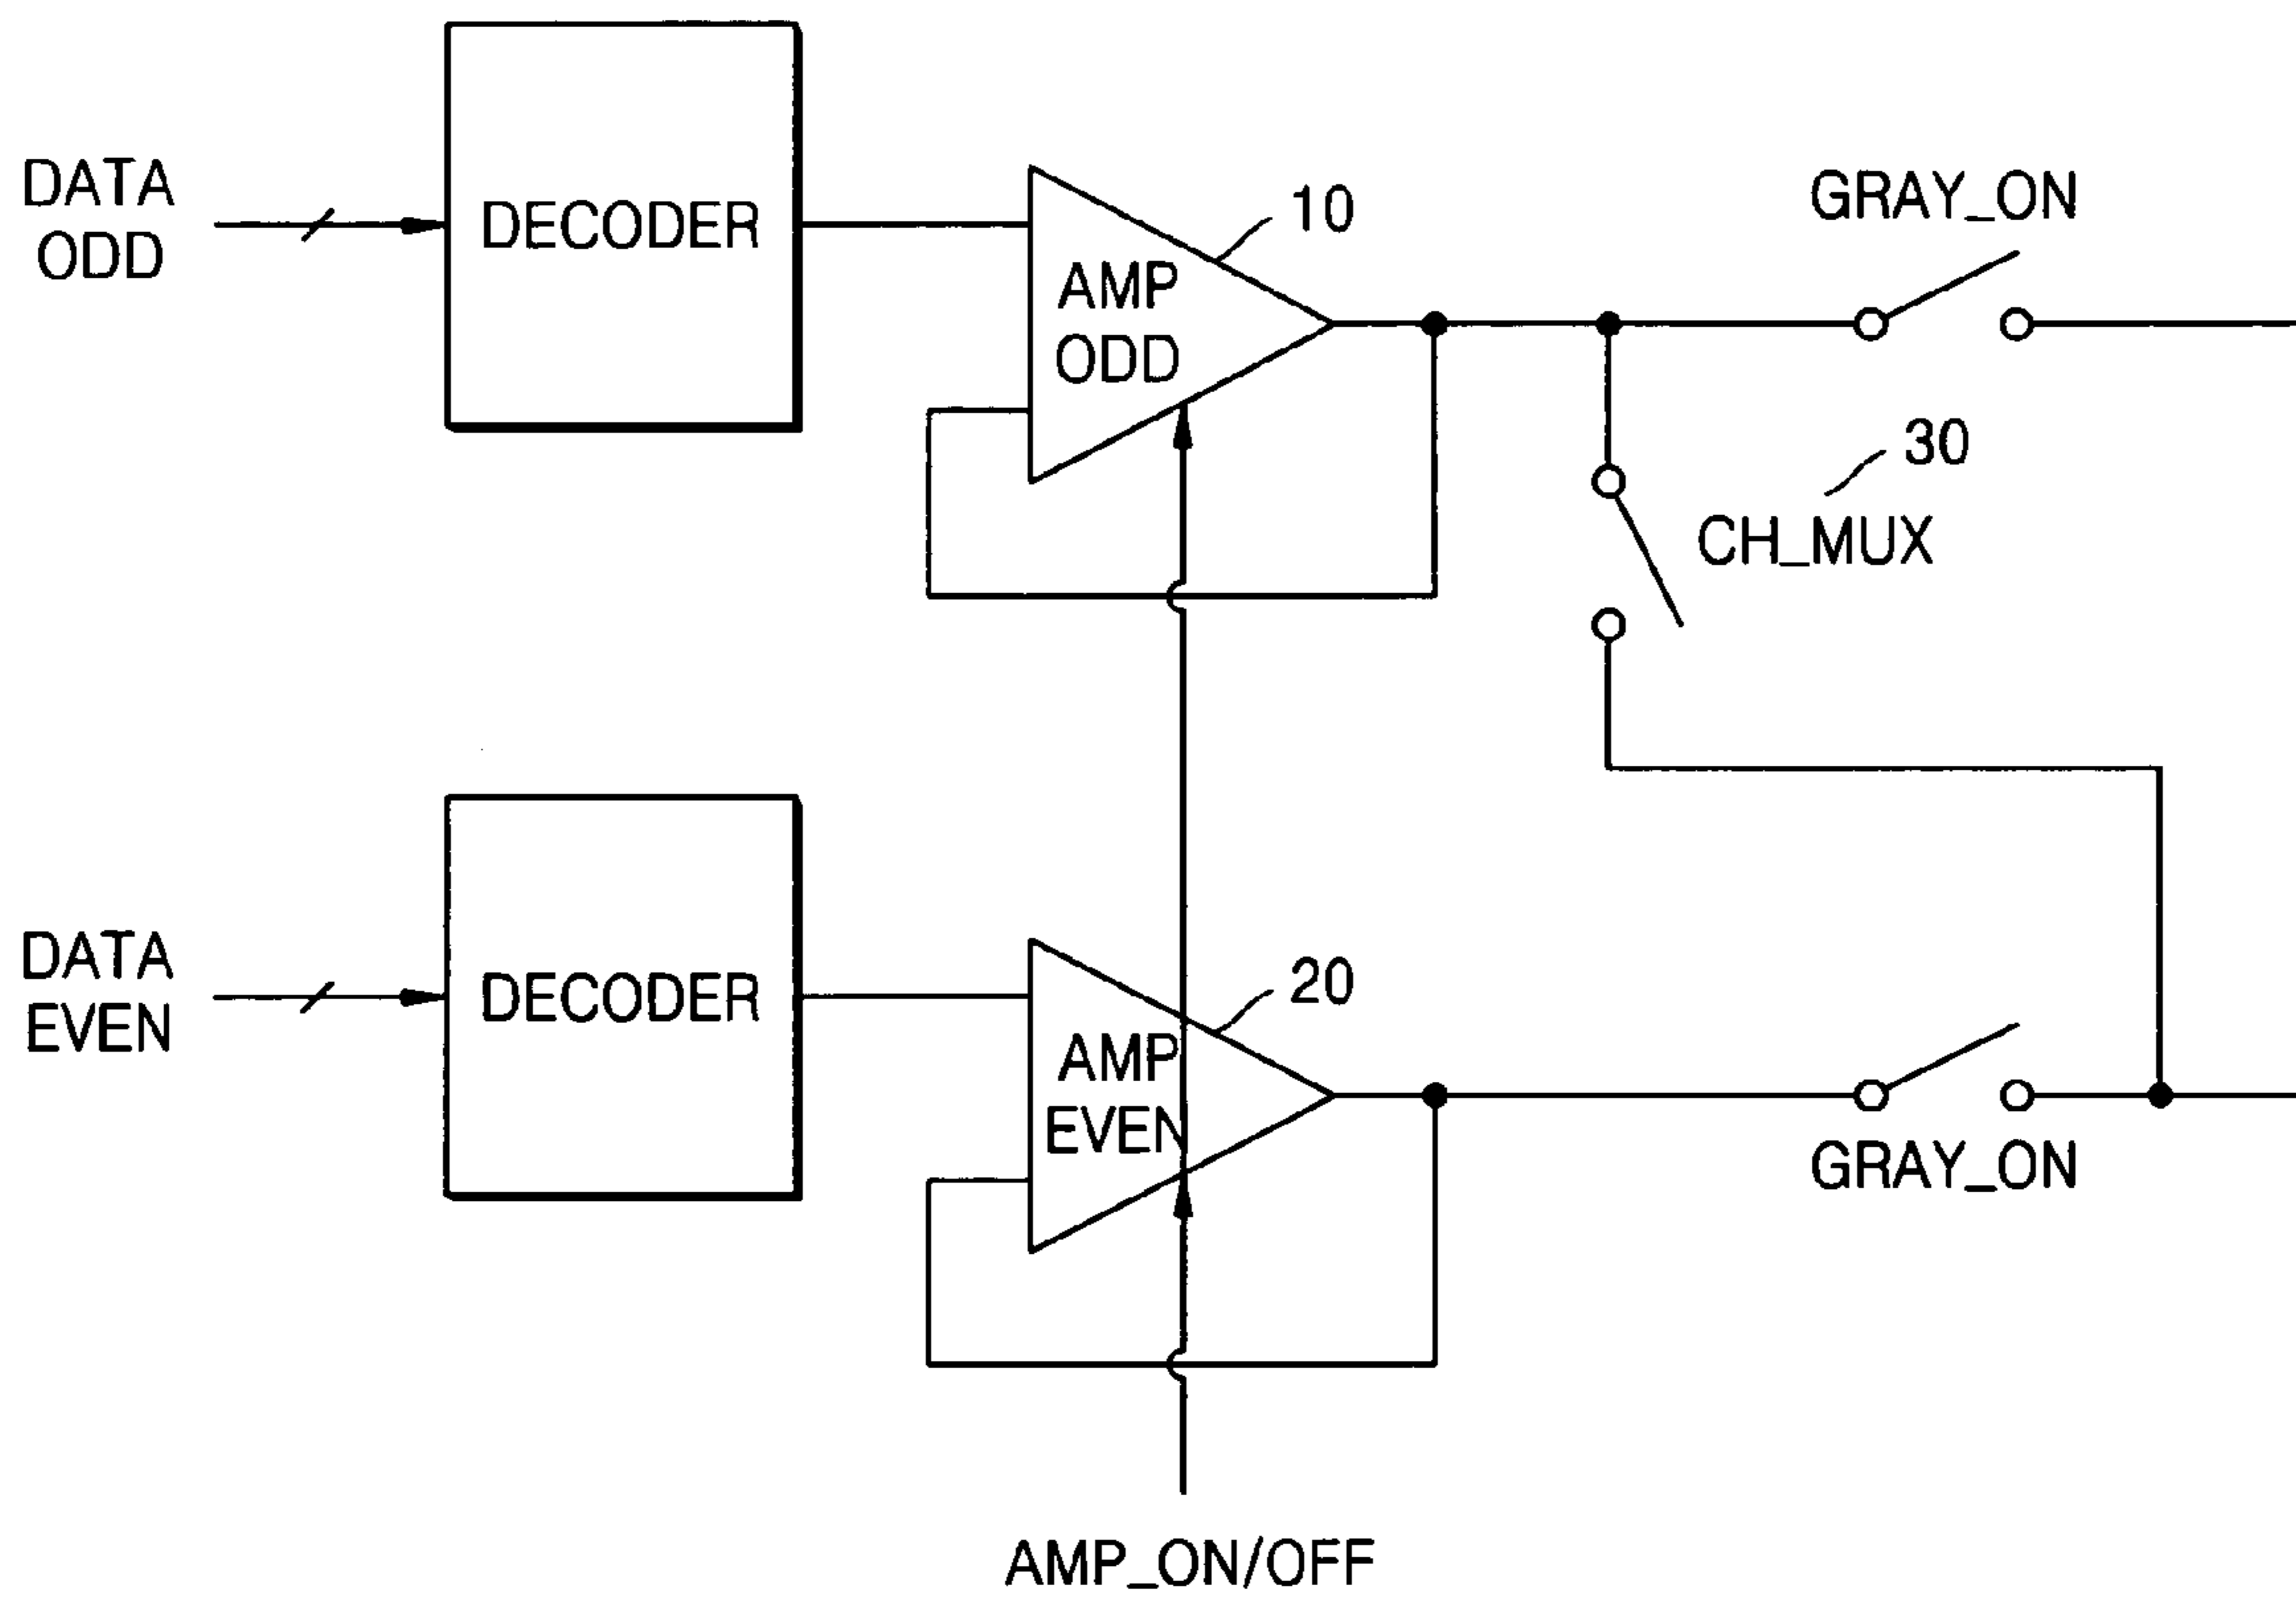 DATA
ODD
DECODER
AMP
ODD
10
GRAY_ON
30
CH_MUX
DATA
EVEN
DECODER
AMP
EVEN
20
GRAY_ON
AMP_ON/OFF